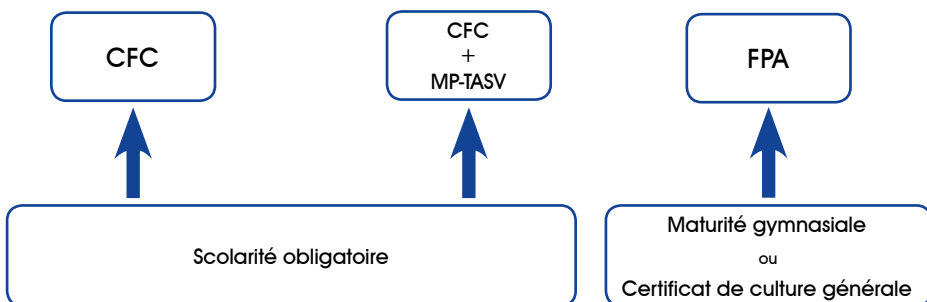 CFC
CFC
+
MP-TASV
FPA
Scolarité obligatoire
Maturité gymnasiale
ou
Certificat de culture générale